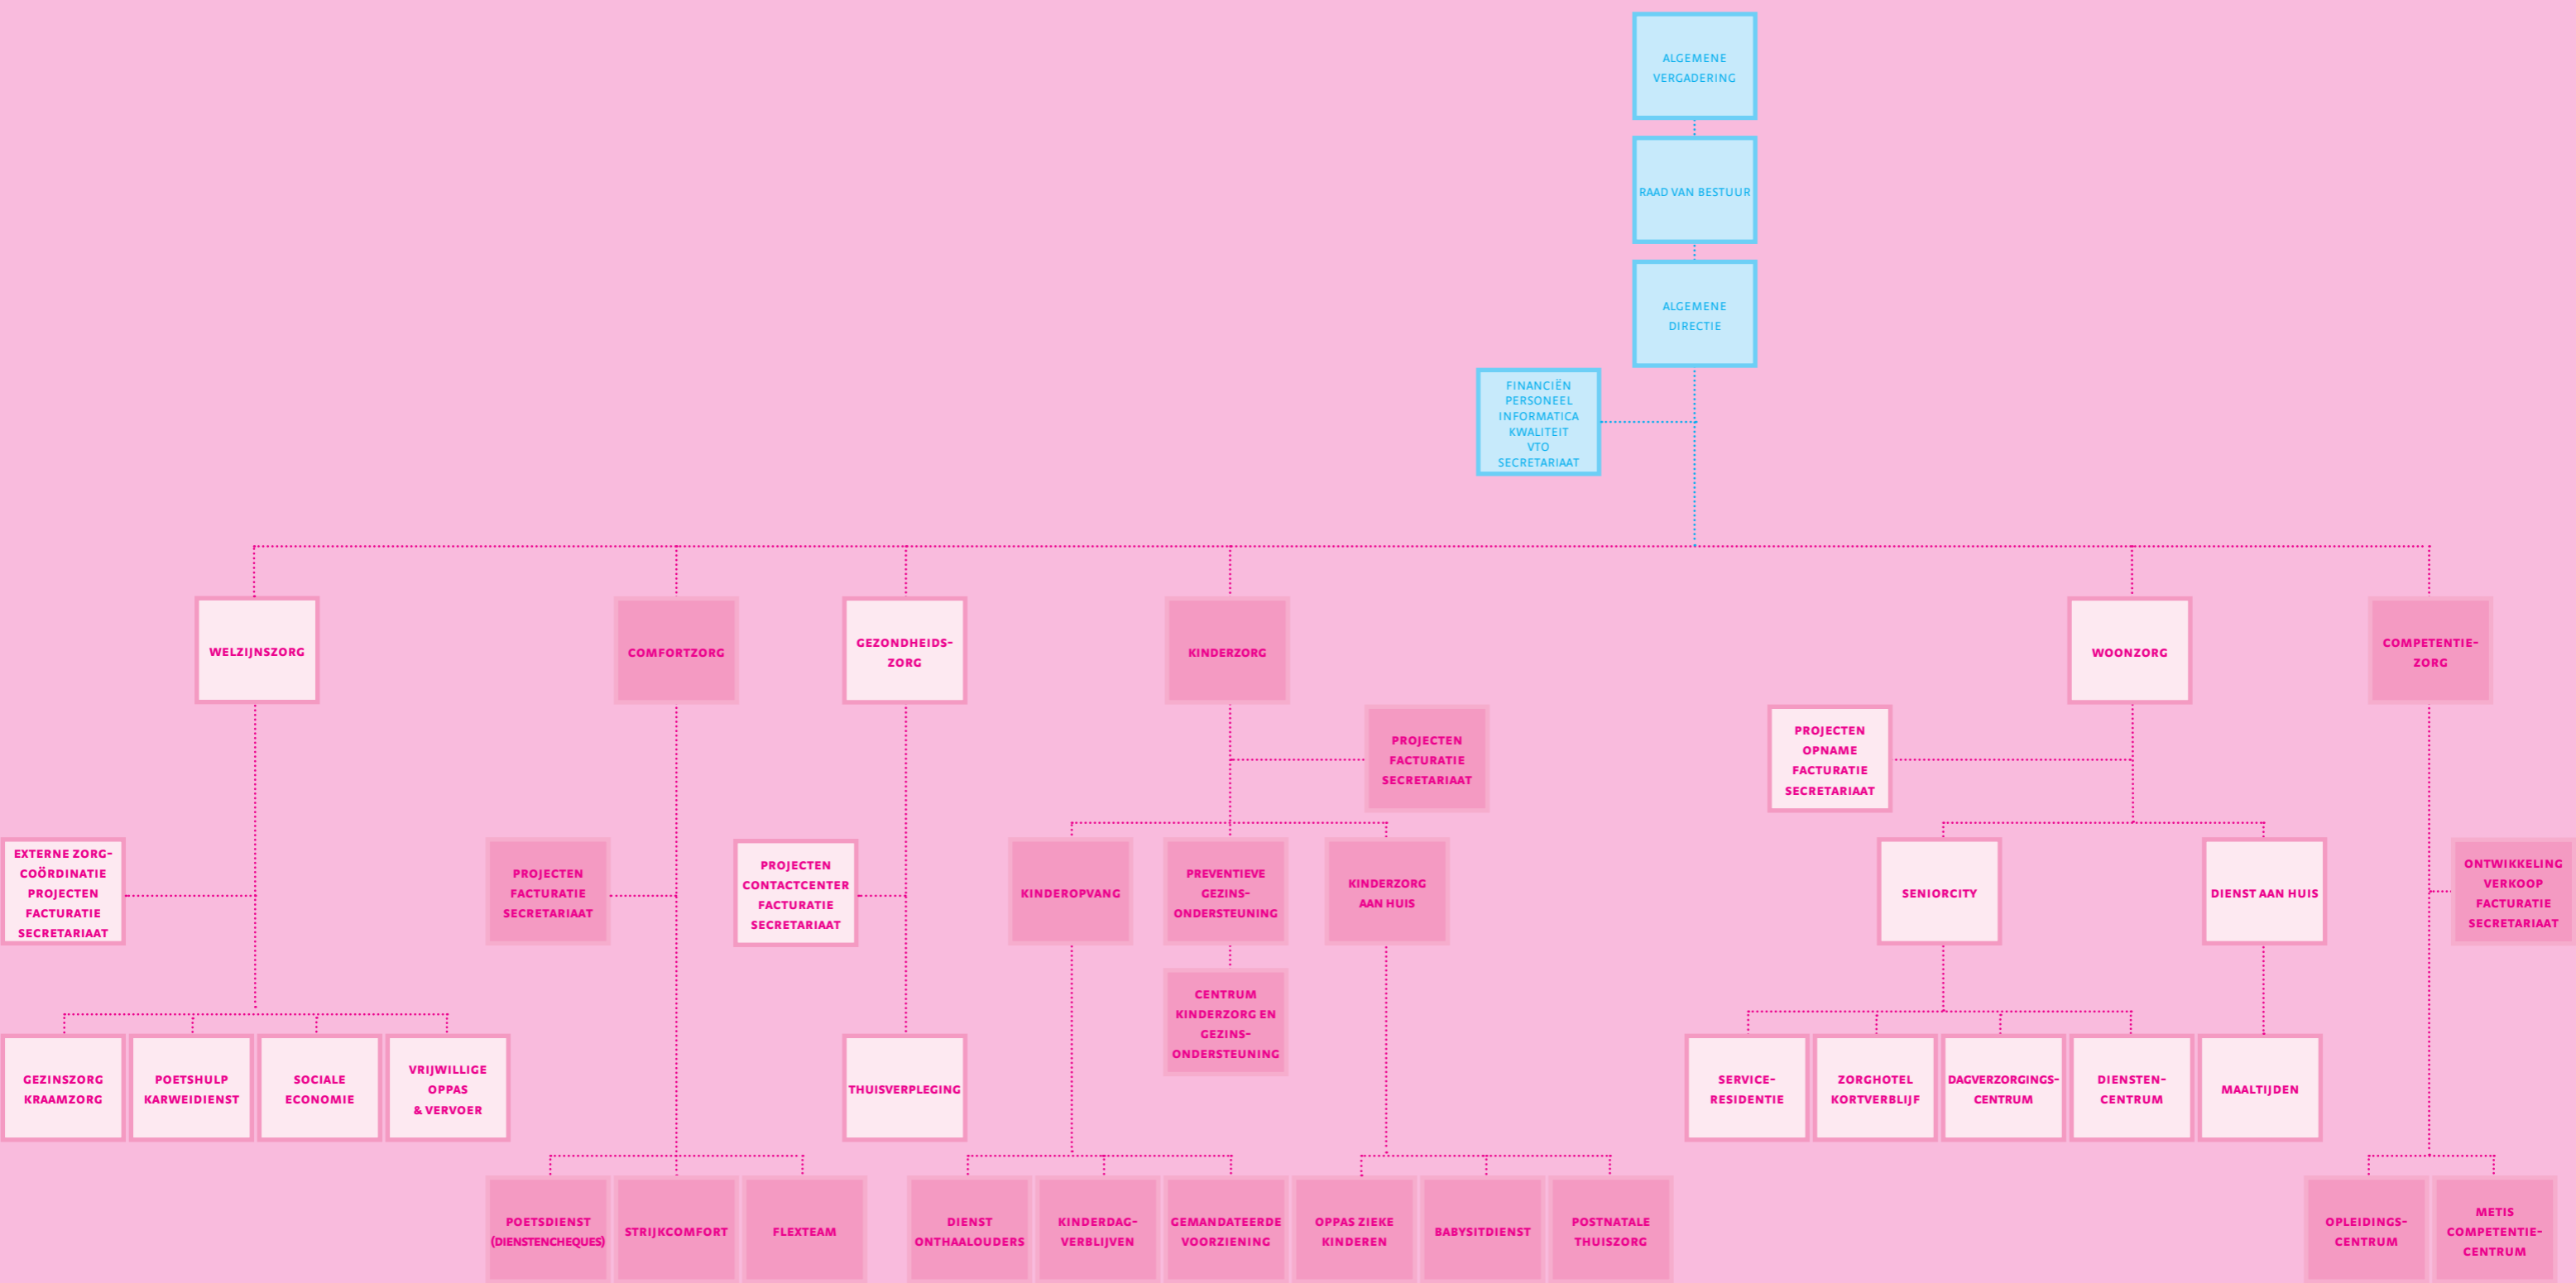 ALGEMENE
VERGADERING
RAAD VAN BESTUUR
ALGEMENE
DIRECTIE
FINANCIËN
PERSONEEL
INFORMATICA
KWALITEIT
VTO
SECRETARIAAT
WELZIJNSZORG
COMFORTZORG
GEZONDHEIDS-
ZORG
KINDERZORG
WOONZORG
COMPETENTIE-
ZORG
PROJECTEN
FACTURATIE
SECRETARIAAT
PROJECTEN
OPNAME
FACTURATIE
SECRETARIAAT
EXTERNE ZORG-
COÖRDINATIE
PROJECTEN
FACTURATIE
SECRETARIAAT
PROJECTEN
FACTURATIE
SECRETARIAAT
PROJECTEN
CONTACTCENTER
FACTURATIE
SECRETARIAAT
KINDEROPVANG
PREVENTIEVE
GEZINS-
ONDERSTEUNING
KINDERZORG
AAN HUIS
SENIORCITY
DIENST AAN HUIS
ONTWIKKELING
VERKOOP
FACTURATIE
SECRETARIAAT
CENTRUM
KINDERZORG EN
GEZINS-
ONDERSTEUNING
GEZINSZORG
KRAAMZORG
POETSHULP
KARWEIDIENST
SOCIALE
ECONOMIE
VRIJWILLIGE
OPPAS
& VERVOER
THUISVERPLEGING
SERVICE-
RESIDENTIE
ZORGHOTEL
KORTVERBLIJF
DAGVERZORGINGS-
CENTRUM
DIENSTEN-
CENTRUM
MAALTIJDEN
POETSDIENST
(DIENSTENCHEQUES)
STRIJKCOMFORT
FLEXTEAM
DIENST
ONTHAALOUDERS
KINDERDAG-
VERBLIJVEN
GEMANDATEERDE
VOORZIENING
OPPAS ZIEKE
KINDEREN
BABYSITDIENST
POSTNATALE
THUISZORG
OPLEIDINGS-
CENTRUM
METIS
COMPETENTIE-
CENTRUM